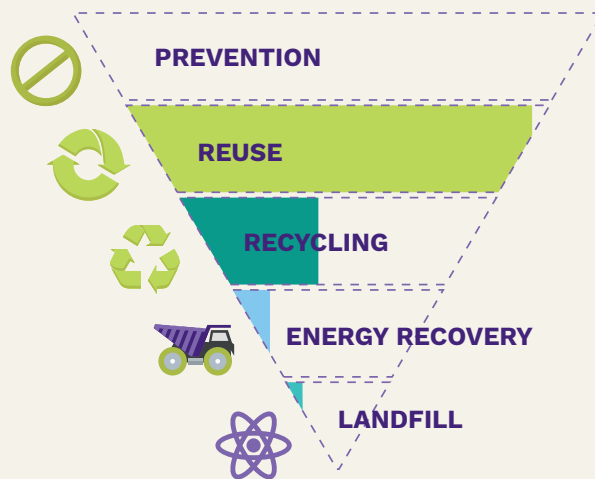 PREVENTION
REUSE
RECYCLING
ENERGY RECOVERY
LANDFILL